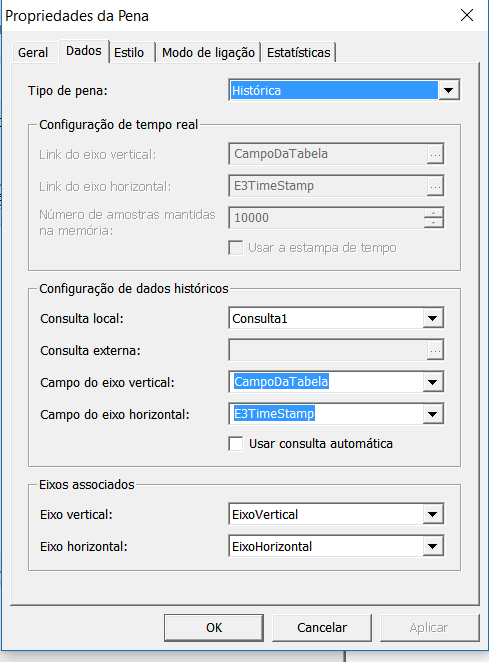 Propriedades da Pena
Geral Dados Estilo Modo de ligação Estatísticas
Tipo de pena: Histórica
Configuração de tempo real
Link do eixo vertical: CampoDaTabela ...
Link do eixo horizontal: E3TimeStamp ...
Número de amostras mantidas
na memória: 10000
Usar a estampa de tempo
Configuração de dados históricos
Consulta local: Consulta1
Consulta externa: ...
Campo do eixo vertical: CampoDaTabela
Campo do eixo horizontal: E3TimeStamp
Usar consulta automática
Eixos associados
Eixo vertical: EixoVertical
Eixo horizontal: EixoHorizontal
OK Cancelar Aplicar